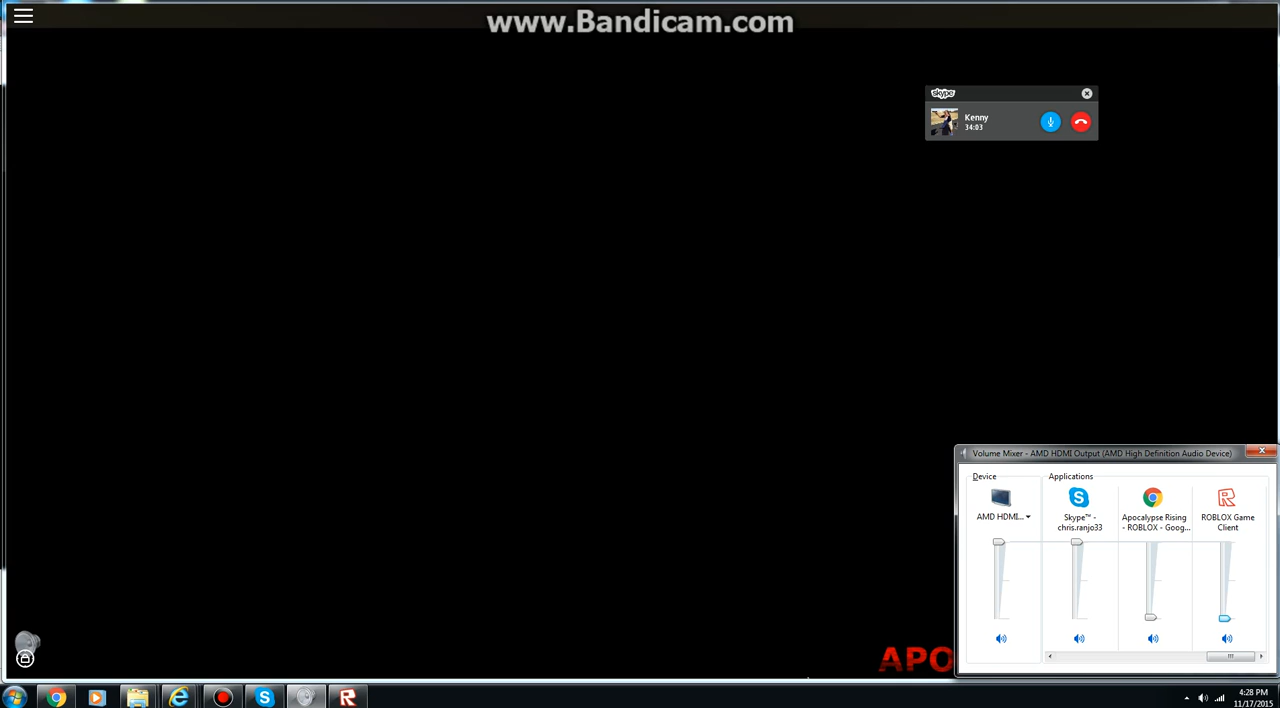 www.Bandicam.com
skype
Kenny
34:03
Volume Mixer - AMD HDMI Output (AMD High Definition Audio Device)
Device
Applications
AMD HDMI...
Skype™ -
chris.ranjo33
Apocalypse Rising
- ROBLOX - Goog...
ROBLOX Game
Client
APO
4:28 PM
11/17/2015